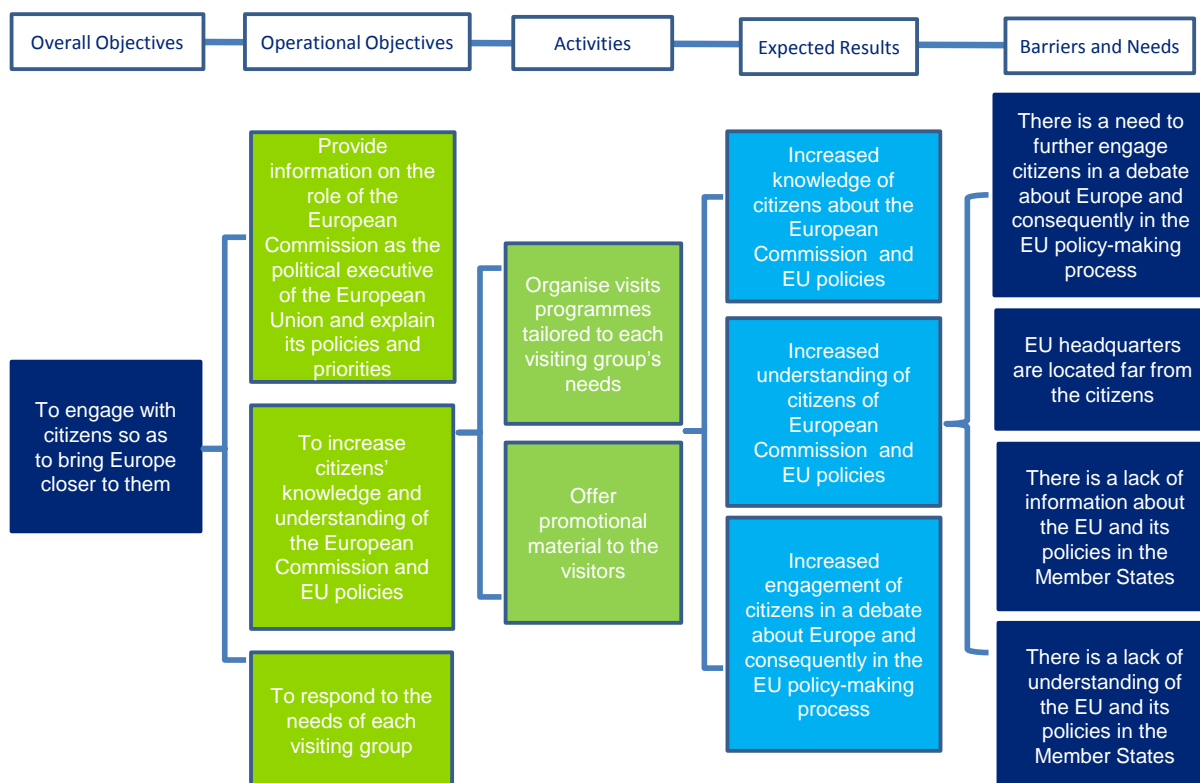 Overall Objectives
Operational Objectives
Activities
Expected Results
Barriers and Needs
To engage with
citizens so as
to bring Europe
closer to them
Provide
information on the
role of the
European
Commission as the
political executive
of the European
Union and explain
its policies and
priorities
To increase
citizens'
knowledge and
understanding of
the European
Commission and
EU policies
To respond to the
needs of each
visiting group
Organise visits
programmes
tailored to each
visiting group's
needs
Offer
promotional
material to the
visitors
Increased
knowledge of
citizens about the
European
Commission and
EU policies
Increased
understanding of
citizens of
European
Commission and
EU policies
Increased
engagement of
citizens in a debate
about Europe and
consequently in the
EU policy-making
process
There is a need to
further engage
citizens in a debate
about Europe and
consequently in the
EU policy-making
process
EU headquarters
are located far from
the citizens
There is a lack of
information about
the EU and its
policies in the
Member States
There is a lack of
understanding of
the EU and its
policies in the
Member States